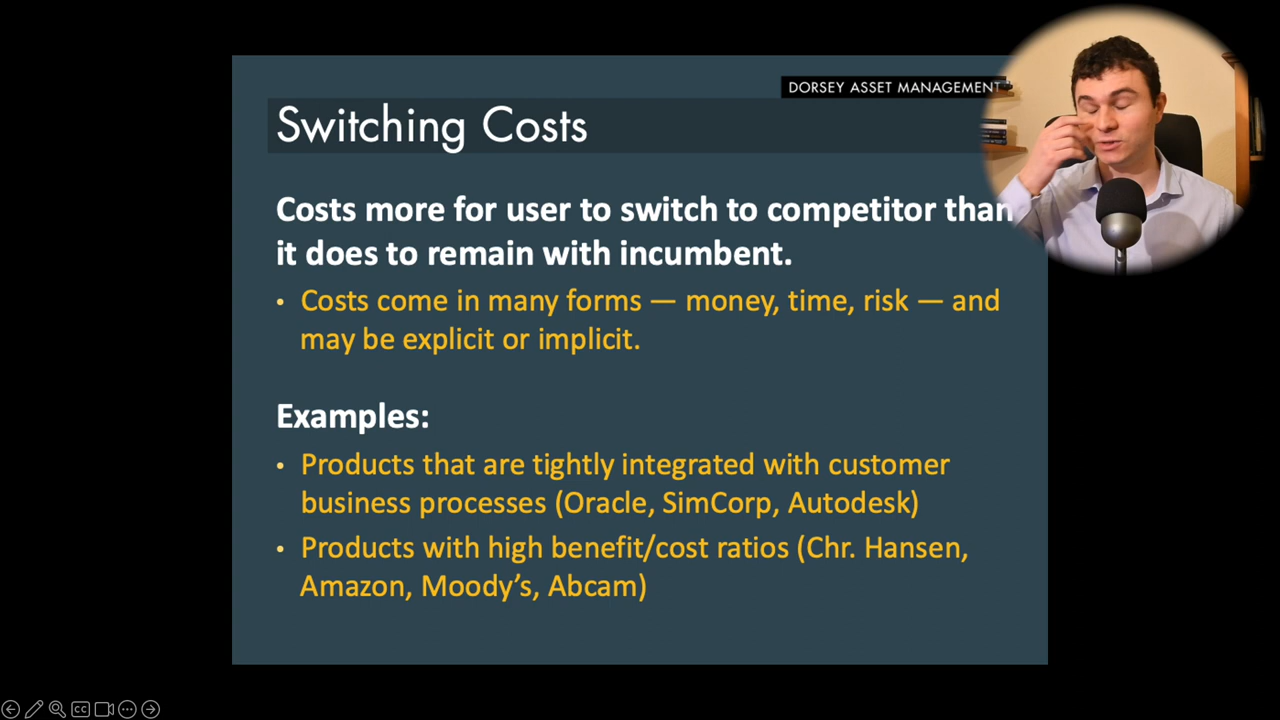 DORSEY ASSET MANAGEMENT
Switching Costs
Costs more for user to switch to competitor than
it does to remain with incumbent.
• Costs come in many forms — money, time, risk — and
may be explicit or implicit.
Examples:
• Products that are tightly integrated with customer
business processes (Oracle, SimCorp, Autodesk)
• Products with high benefit/cost ratios (Chr. Hansen,
Amazon, Moody’s, Abcam)
CC